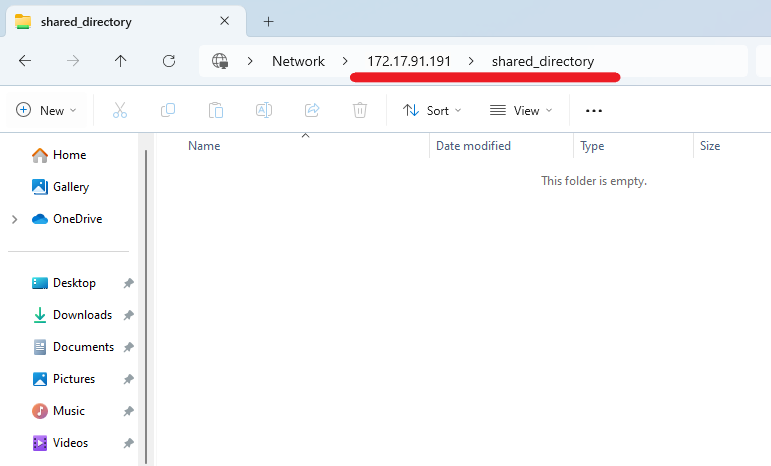 shared_directory
Network > 172.17.91.191 > shared_directory
New Sort View
Name Date modified Type Size
This folder is empty.
Home
Gallery
OneDrive
Desktop
Downloads
Documents
Pictures
Music
Videos